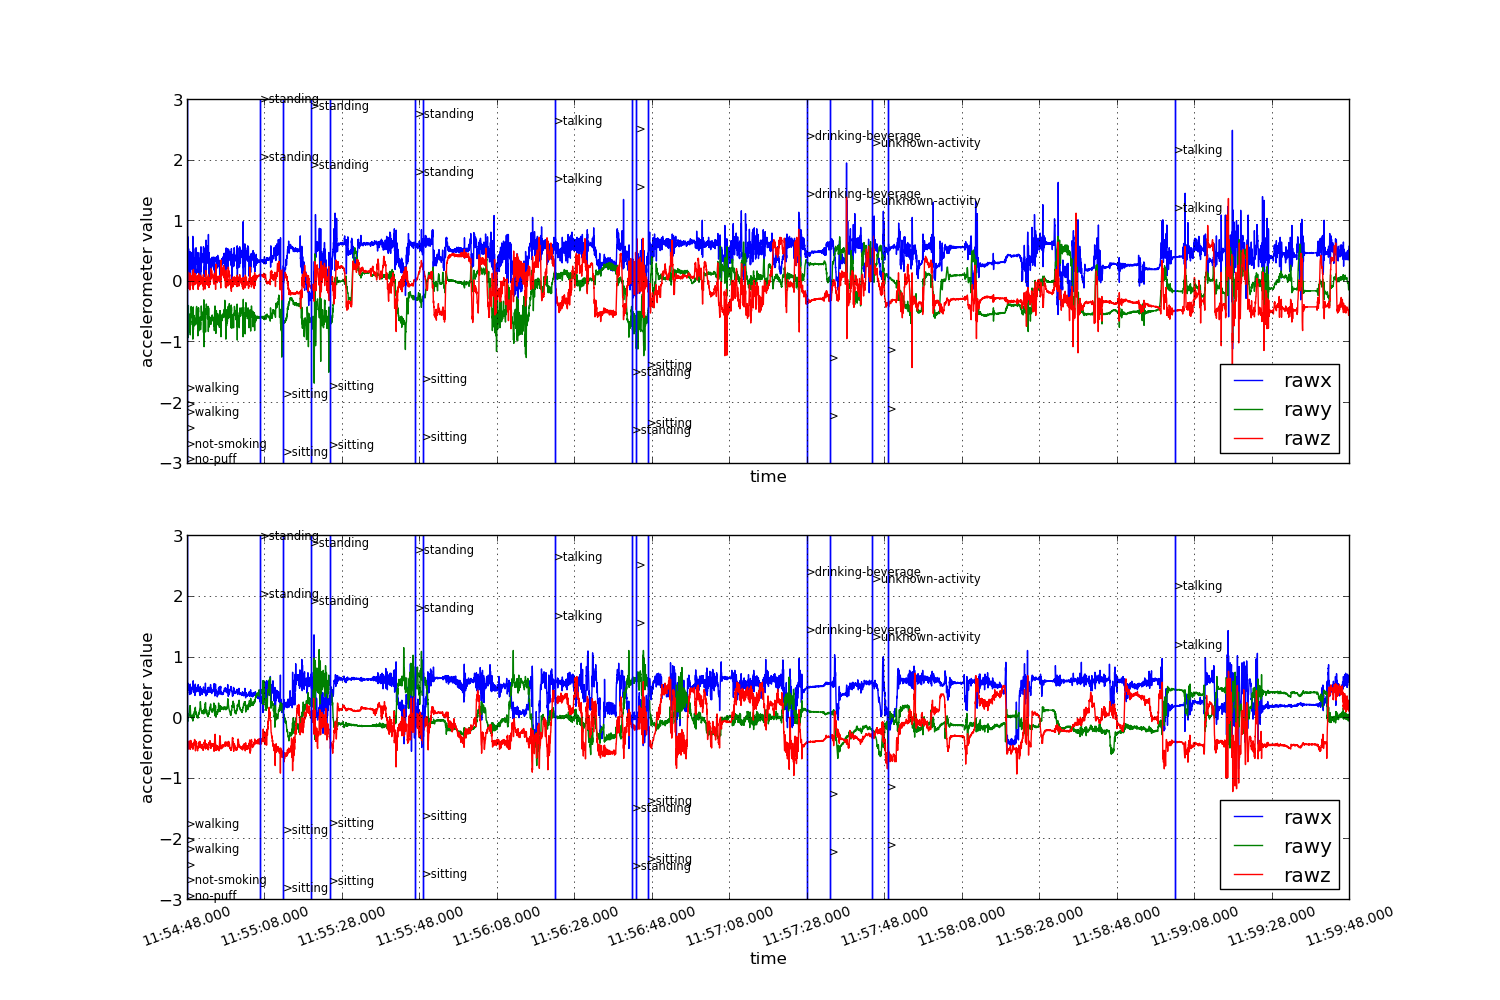 3
>standing
>standing
>standing
>talking
>
>drinking-beverage
>unknown-activity
>talking
2
>standing
>standing
>standing
>talking
>
>drinking-beverage
>unknown-activity
>talking
1
0
−1
>
>
>sitting
>standing
>sitting
>sitting
>walking
>sitting
−2
>
>walking
>
>
>
>sitting
>standing
>sitting
>not-smoking
>sitting
>sitting
>no-puff
−3
accelerometer value
time
rawx
rawy
rawz
3
>standing
>standing
>standing
>talking
>
>drinking-beverage
>unknown-activity
>talking
2
>standing
>standing
>standing
>talking
>
>drinking-beverage
>unknown-activity
>talking
1
0
−1
>
>
>sitting
>standing
>sitting
>walking
>sitting
>sitting
−2
>
>walking
>
>
>
>sitting
>standing
>sitting
>not-smoking
>sitting
>sitting
>no-puff
−3
accelerometer value
rawx
rawy
rawz
11:54:48.000
11:55:08.000
11:55:28.000
11:55:48.000
11:56:08.000
11:56:28.000
11:56:48.000
11:57:08.000
11:57:28.000
11:57:48.000
11:58:08.000
11:58:28.000
11:58:48.000
11:59:08.000
11:59:28.000
11:59:48.000
time